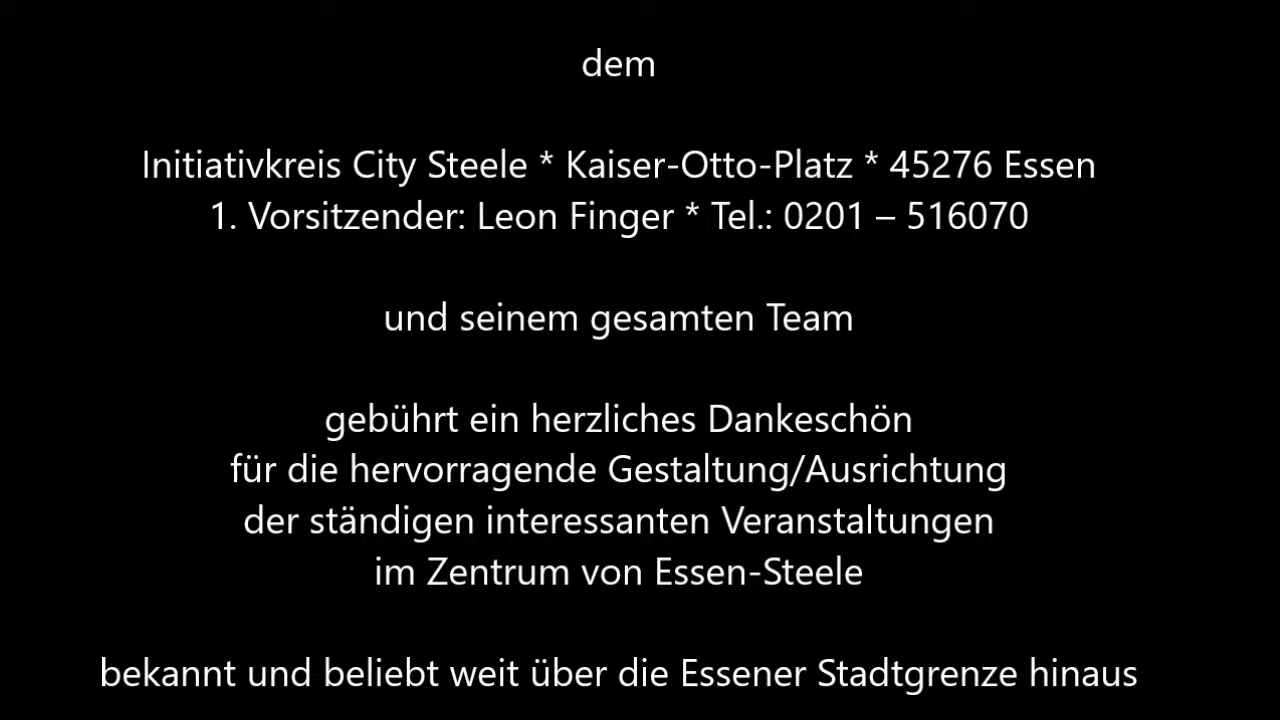 dem
Initiativkreis City Steele * Kaiser-Otto-Platz * 45276 Essen
1. Vorsitzender: Leon Finger * Tel.: 0201 – 516070
und seinem gesamten Team
gebührt ein herzliches Dankeschön
für die hervorragende Gestaltung/Ausrichtung
der ständigen interessanten Veranstaltungen
im Zentrum von Essen-Steele
bekannt und beliebt weit über die Essener Stadtgrenze hinaus